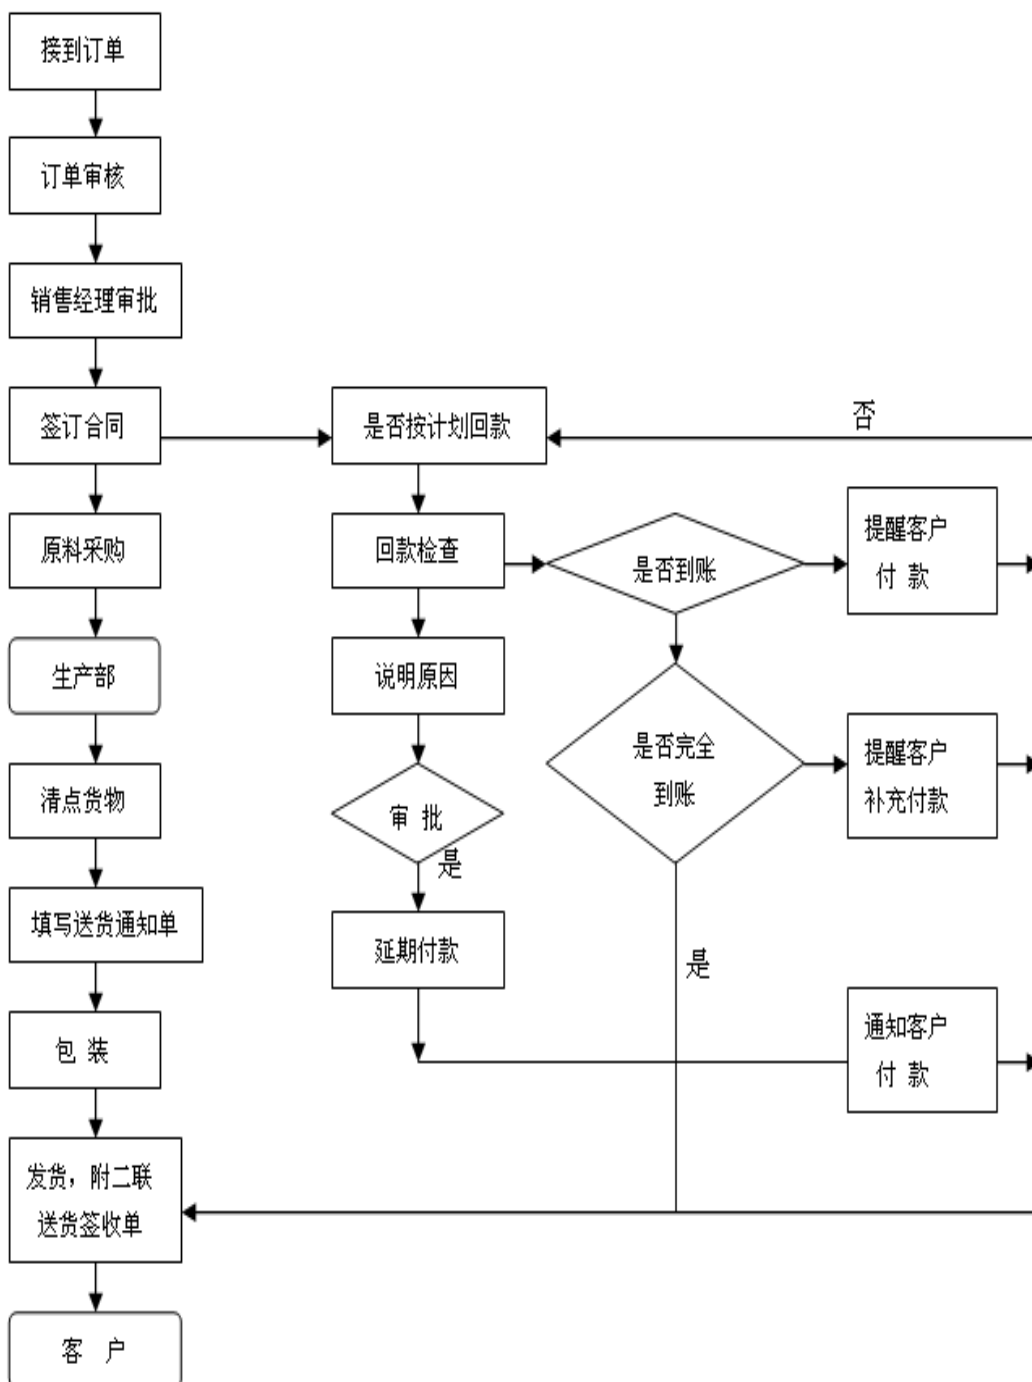 接到订单
订单审核
销售经理审批
签订合同
是否按计划回款
否
原料采购
回款检查
是否到账
提醒客户
付 款
生产部
说明原因
是否完全
到账
提醒客户
补充付款
清点货物
审 批
是
填写送货通知单
延期付款
是
包 装
通知客户
付 款
发货，附二联
送货签收单
客 户